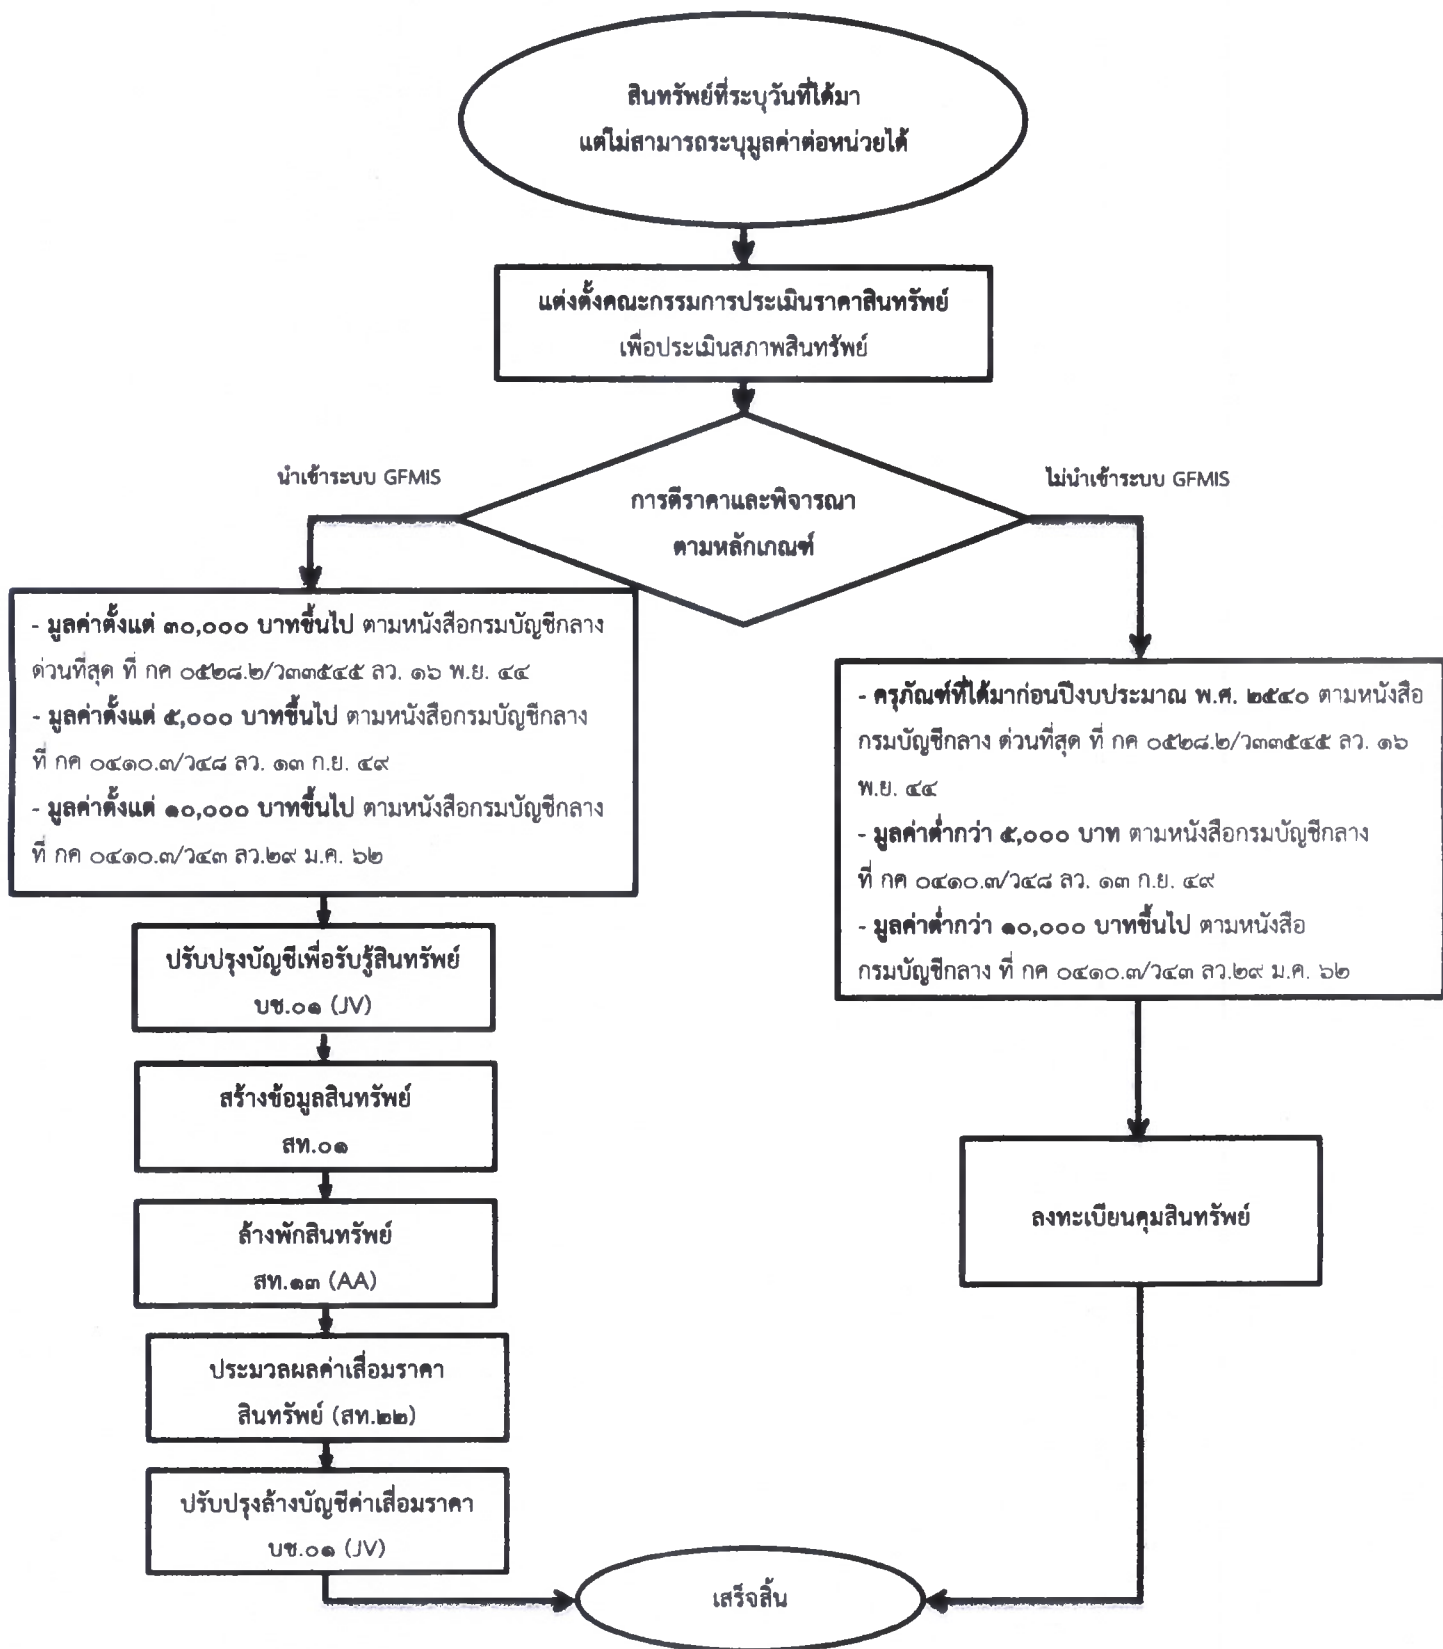 สินทรัพย์ที่ระบุวันที่ได้มา
แต่ไม่สามารถระบุมูลค่าต่อหน่วยได้
แต่งตั้งคณะกรรมการประเมินราคาสินทรัพย์
เพื่อประเมินสภาพสินทรัพย์
นำเข้าระบบ GFMIS
ไม่นำเข้าระบบ GFMIS
การตีราคาและพิจารณา
ตามหลักเกณฑ์
- มูลค่าตั้งแต่ ๓๐,๐๐๐ บาทขึ้นไป ตามหนังสือกรมบัญชีกลาง
ด่วนที่สุด ที่ กค ๐๕๒๘.๒/ว๓๓๕๔๕ ลว. ๑๖ พ.ย. ๔๔
- มูลค่าตั้งแต่ ๕,๐๐๐ บาทขึ้นไป ตามหนังสือกรมบัญชีกลาง
ที่ กค ๐๔๑๐.๓/ว๔๘ ลว. ๑๓ ก.ย. ๔๙
- มูลค่าตั้งแต่ ๑๐,๐๐๐ บาทขึ้นไป ตามหนังสือกรมบัญชีกลาง
ที่ กค ๐๔๑๐.๓/ว๔๓ ลว.๒๙ ม.ค. ๖๒
- ครุภัณฑ์ที่ได้มาก่อนปีงบประมาณ พ.ศ. ๒๕๔๐ ตามหนังสือ
กรมบัญชีกลาง ด่วนที่สุด ที่ กค ๐๕๒๘.๒/ว๓๓๕๔๕ ลว. ๑๖
พ.ย. ๔๔
- มูลค่าต่ำกว่า ๕,๐๐๐ บาท ตามหนังสือกรมบัญชีกลาง
ที่ กค ๐๔๑๐.๓/ว๔๘ ลว. ๑๓ ก.ย. ๔๙
- มูลค่าต่ำกว่า ๑๐,๐๐๐ บาทขึ้นไป ตามหนังสือ
กรมบัญชีกลาง ที่ กค ๐๔๑๐.๓/ว๔๓ ลว.๒๙ ม.ค. ๖๒
ปรับปรุงบัญชีเพื่อรับรู้สินทรัพย์
บช.๐๑ (JV)
สร้างข้อมูลสินทรัพย์
สท.๐๑
ล้างพักสินทรัพย์
สท.๑๓ (AA)
ประมวลผลค่าเสื่อมราคา
สินทรัพย์ (สท.๒๒)
ปรับปรุงล้างบัญชีค่าเสื่อมราคา
บช.๐๑ (JV)
ลงทะเบียนคุมสินทรัพย์
เสร็จสิ้น